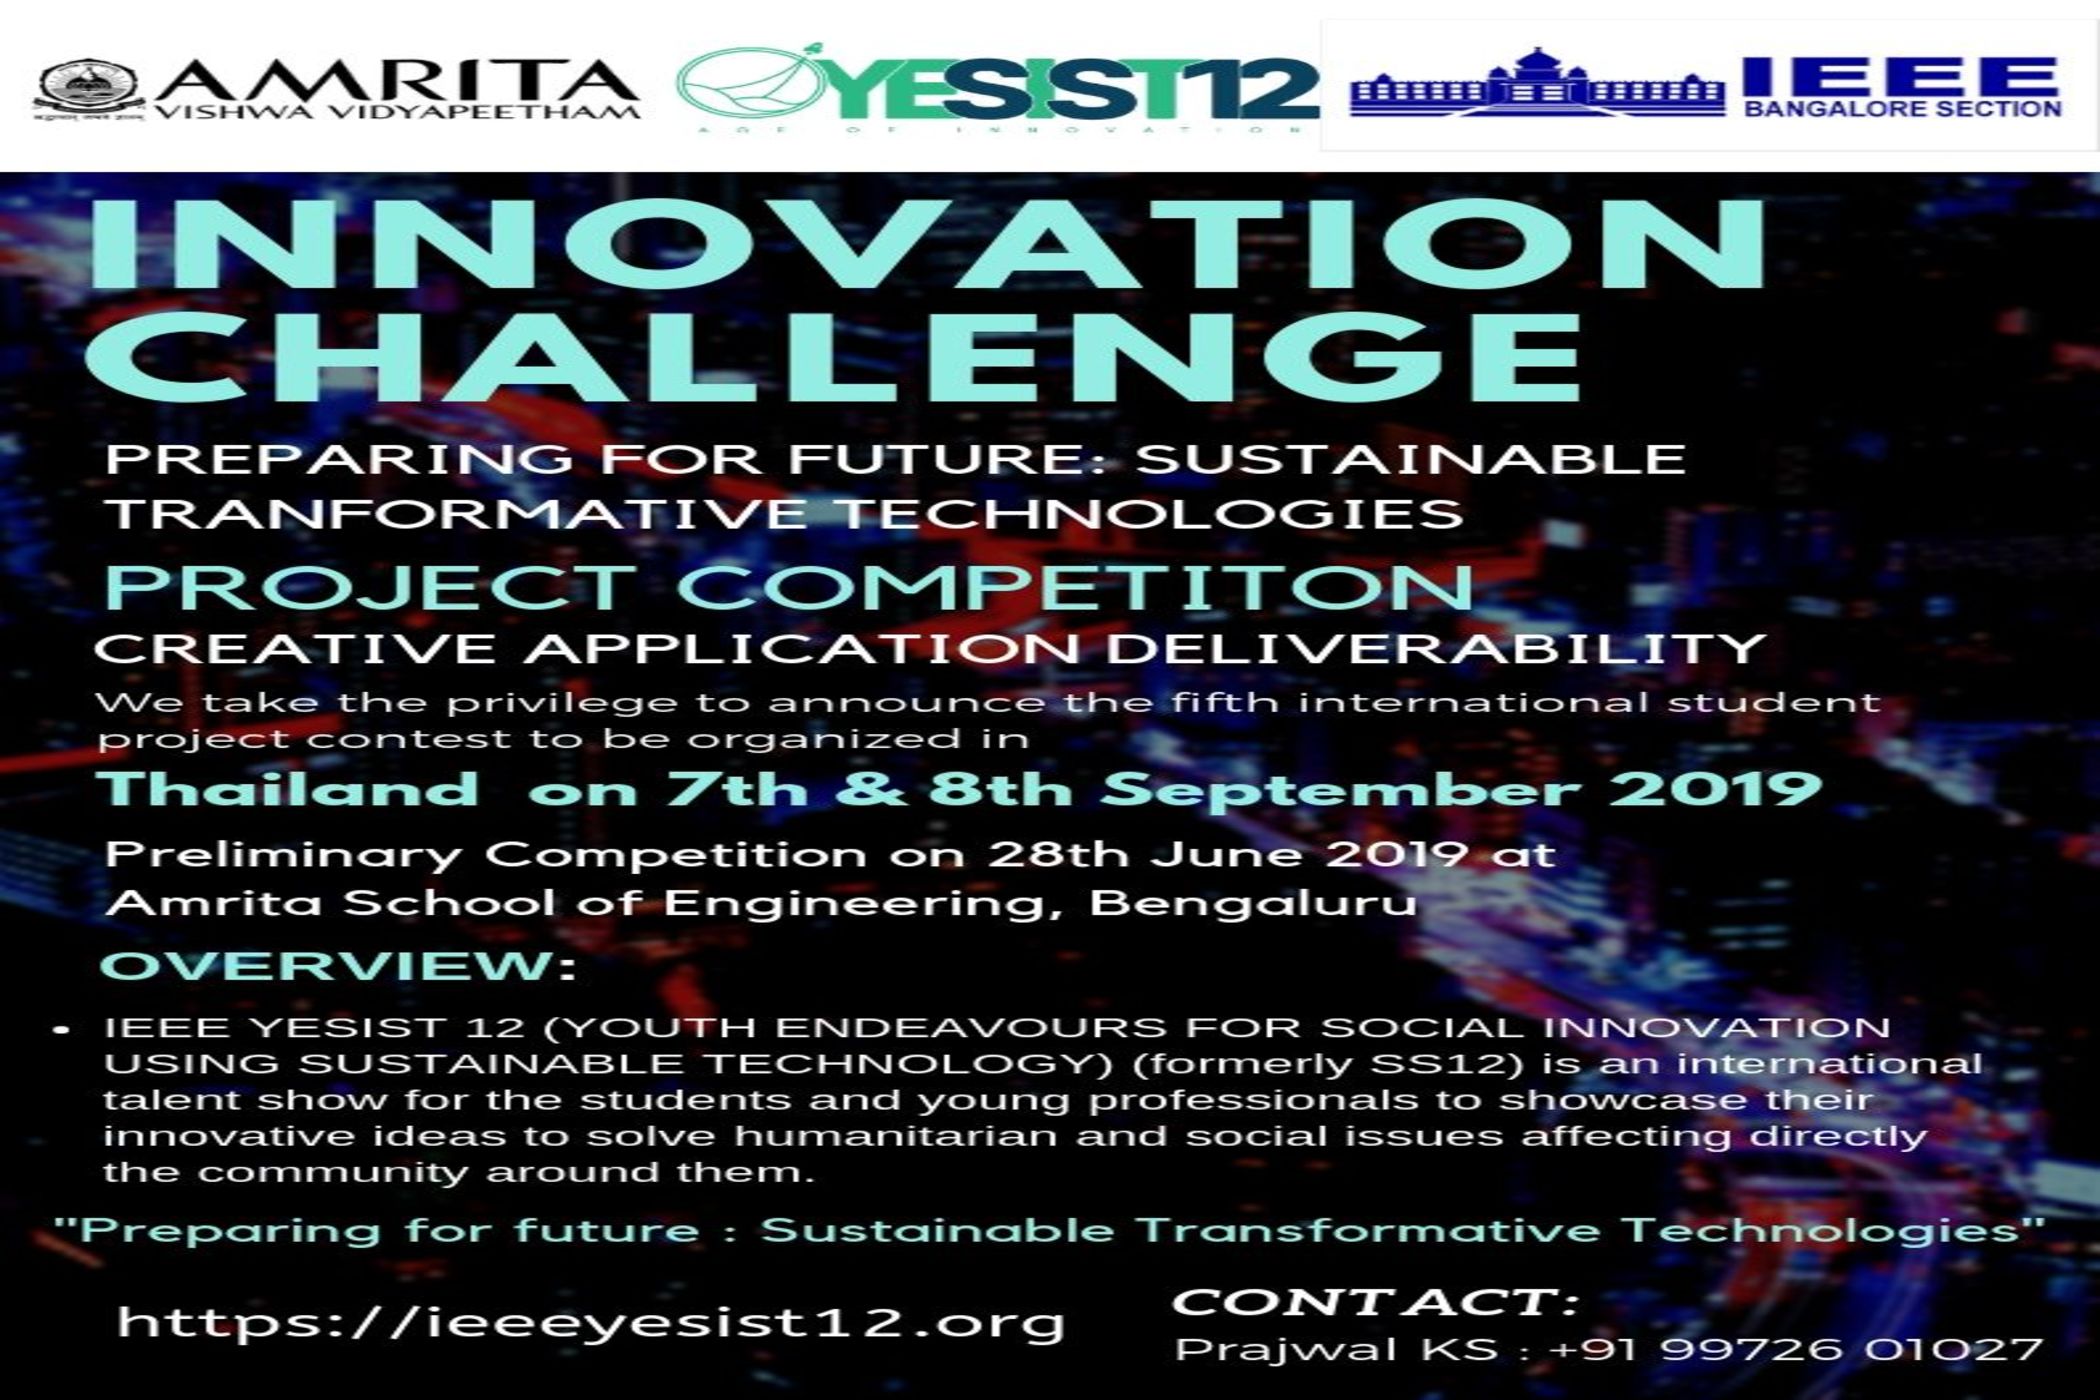 AMRITA
VISHWA VIDYAPEETHAM
YESIST12
AGE OF INNOVATION
IEEE
BANGALORE SECTION
INNOVATION
CHALLENGE
PREPARING FOR FUTURE: SUSTAINABLE
TRANFORMATIVE TECHNOLOGIES
PROJECT COMPETITON
CREATIVE APPLICATION DELIVERABILITY
We take the privilege to announce the fifth international student
project contest to be organized in
Thailand on 7th & 8th September 2019
Preliminary Competition on 28th June 2019 at
Amrita School of Engineering, Bengaluru
OVERVIEW:
• IEEE YESIST 12 (YOUTH ENDEAVOURS FOR SOCIAL INNOVATION
USING SUSTAINABLE TECHNOLOGY) (formerly SS12) is an international
talent show for the students and young professionals to showcase their
innovative ideas to solve humanitarian and social issues affecting directly
the community around them.
"Preparing for future : Sustainable Transformative Technologies"
https://ieeeyesist12.org
CONTACT:
Prajwal KS : +91 99726 01027